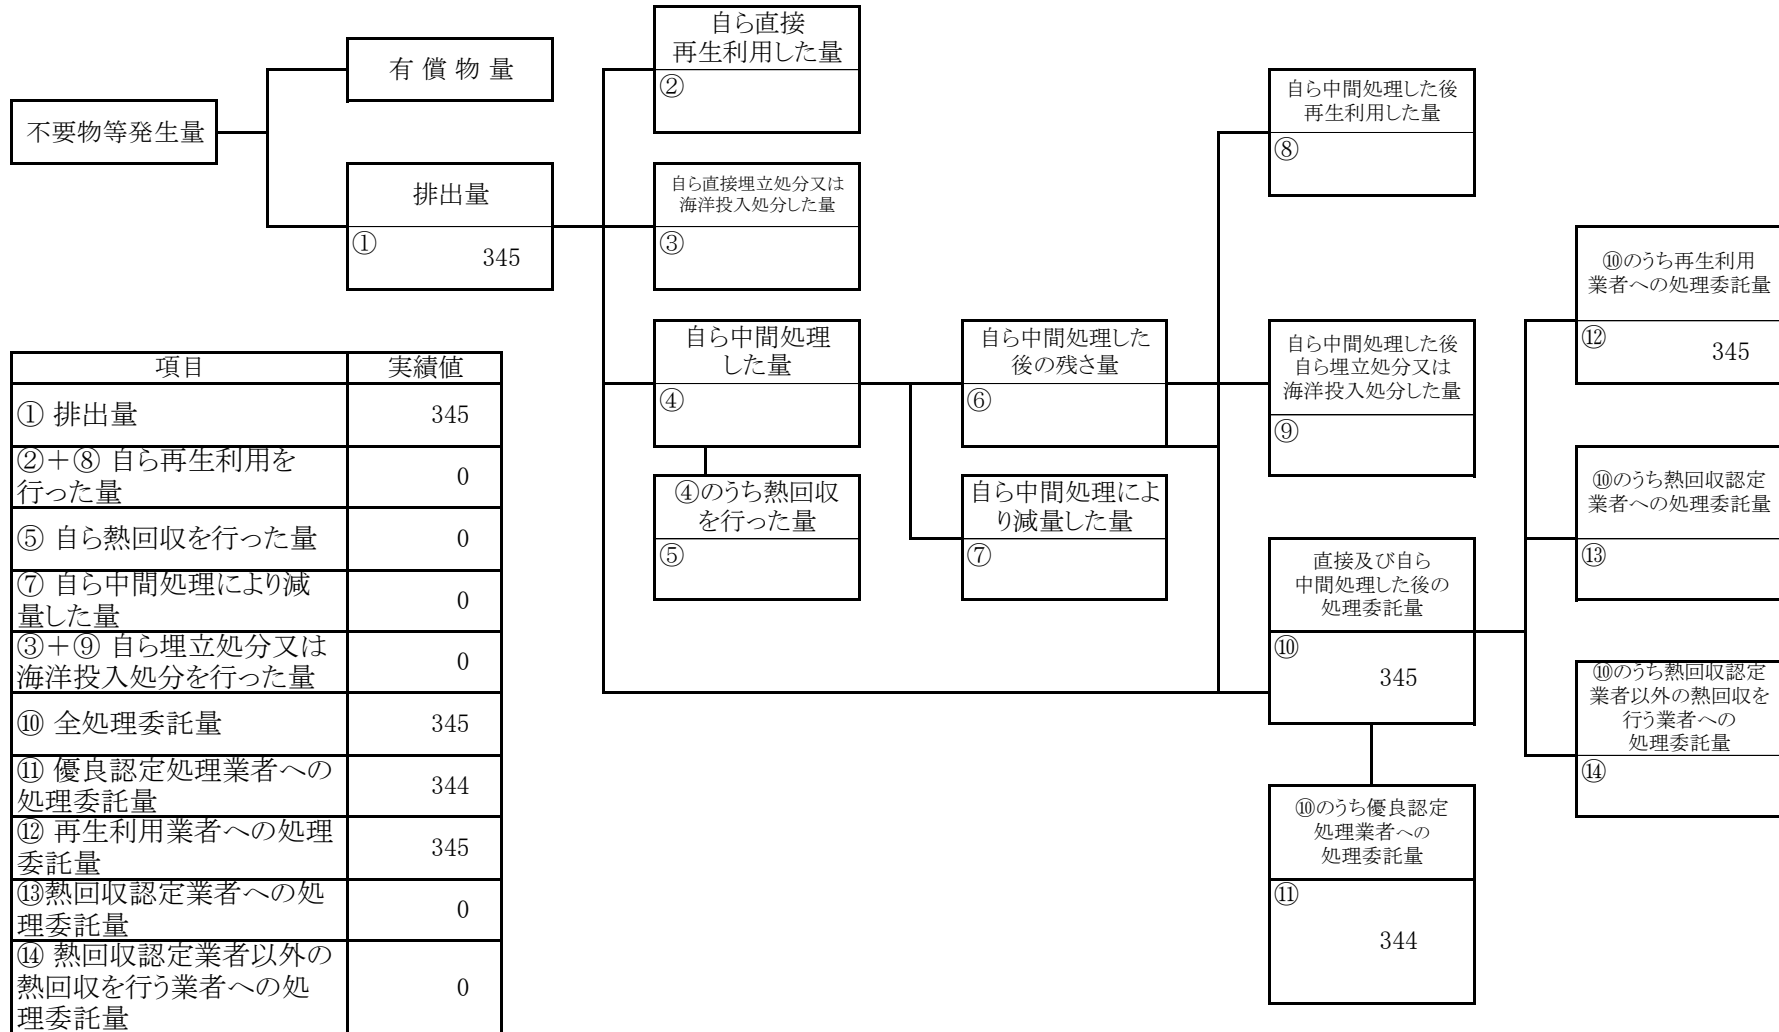 自ら直接
再生利用した量
②
有 償 物 量
不要物等発生量
排出量
①
345
自ら直接埋立処分又は
海洋投入処分した量
③
自ら中間処理した後
再生利用した量
⑧
自ら中間処理
した量
④
自ら中間処理した
後の残さ量
⑥
自ら中間処理した後
自ら埋立処分又は
海洋投入処分した量
⑨
④のうち熱回収
を行った量
⑤
自ら中間処理によ
り減量した量
⑦
直接及び自ら
中間処理した後の
処理委託量
⑩
345
⑩のうち優良認定
処理業者への
処理委託量
⑪
344
⑩のうち再生利用
業者への処理委託量
⑫
345
⑩のうち熱回収認定
業者への処理委託量
⑬
⑩のうち熱回収認定
業者以外の熱回収を
行う業者への
処理委託量
⑭
項目 実績値
① 排出量 345
②＋⑧ 自ら再生利用を
行った量 0
⑤ 自ら熱回収を行った量 0
⑦ 自ら中間処理により減
量した量 0
③＋⑨ 自ら埋立処分又は
海洋投入処分を行った量 0
⑩ 全処理委託量 345
⑪ 優良認定処理業者への
処理委託量 344
⑫ 再生利用業者への処理
委託量 345
⑬熱回収認定業者への処
理委託量 0
⑭ 熱回収認定業者以外の
熱回収を行う業者への処
理委託量 0